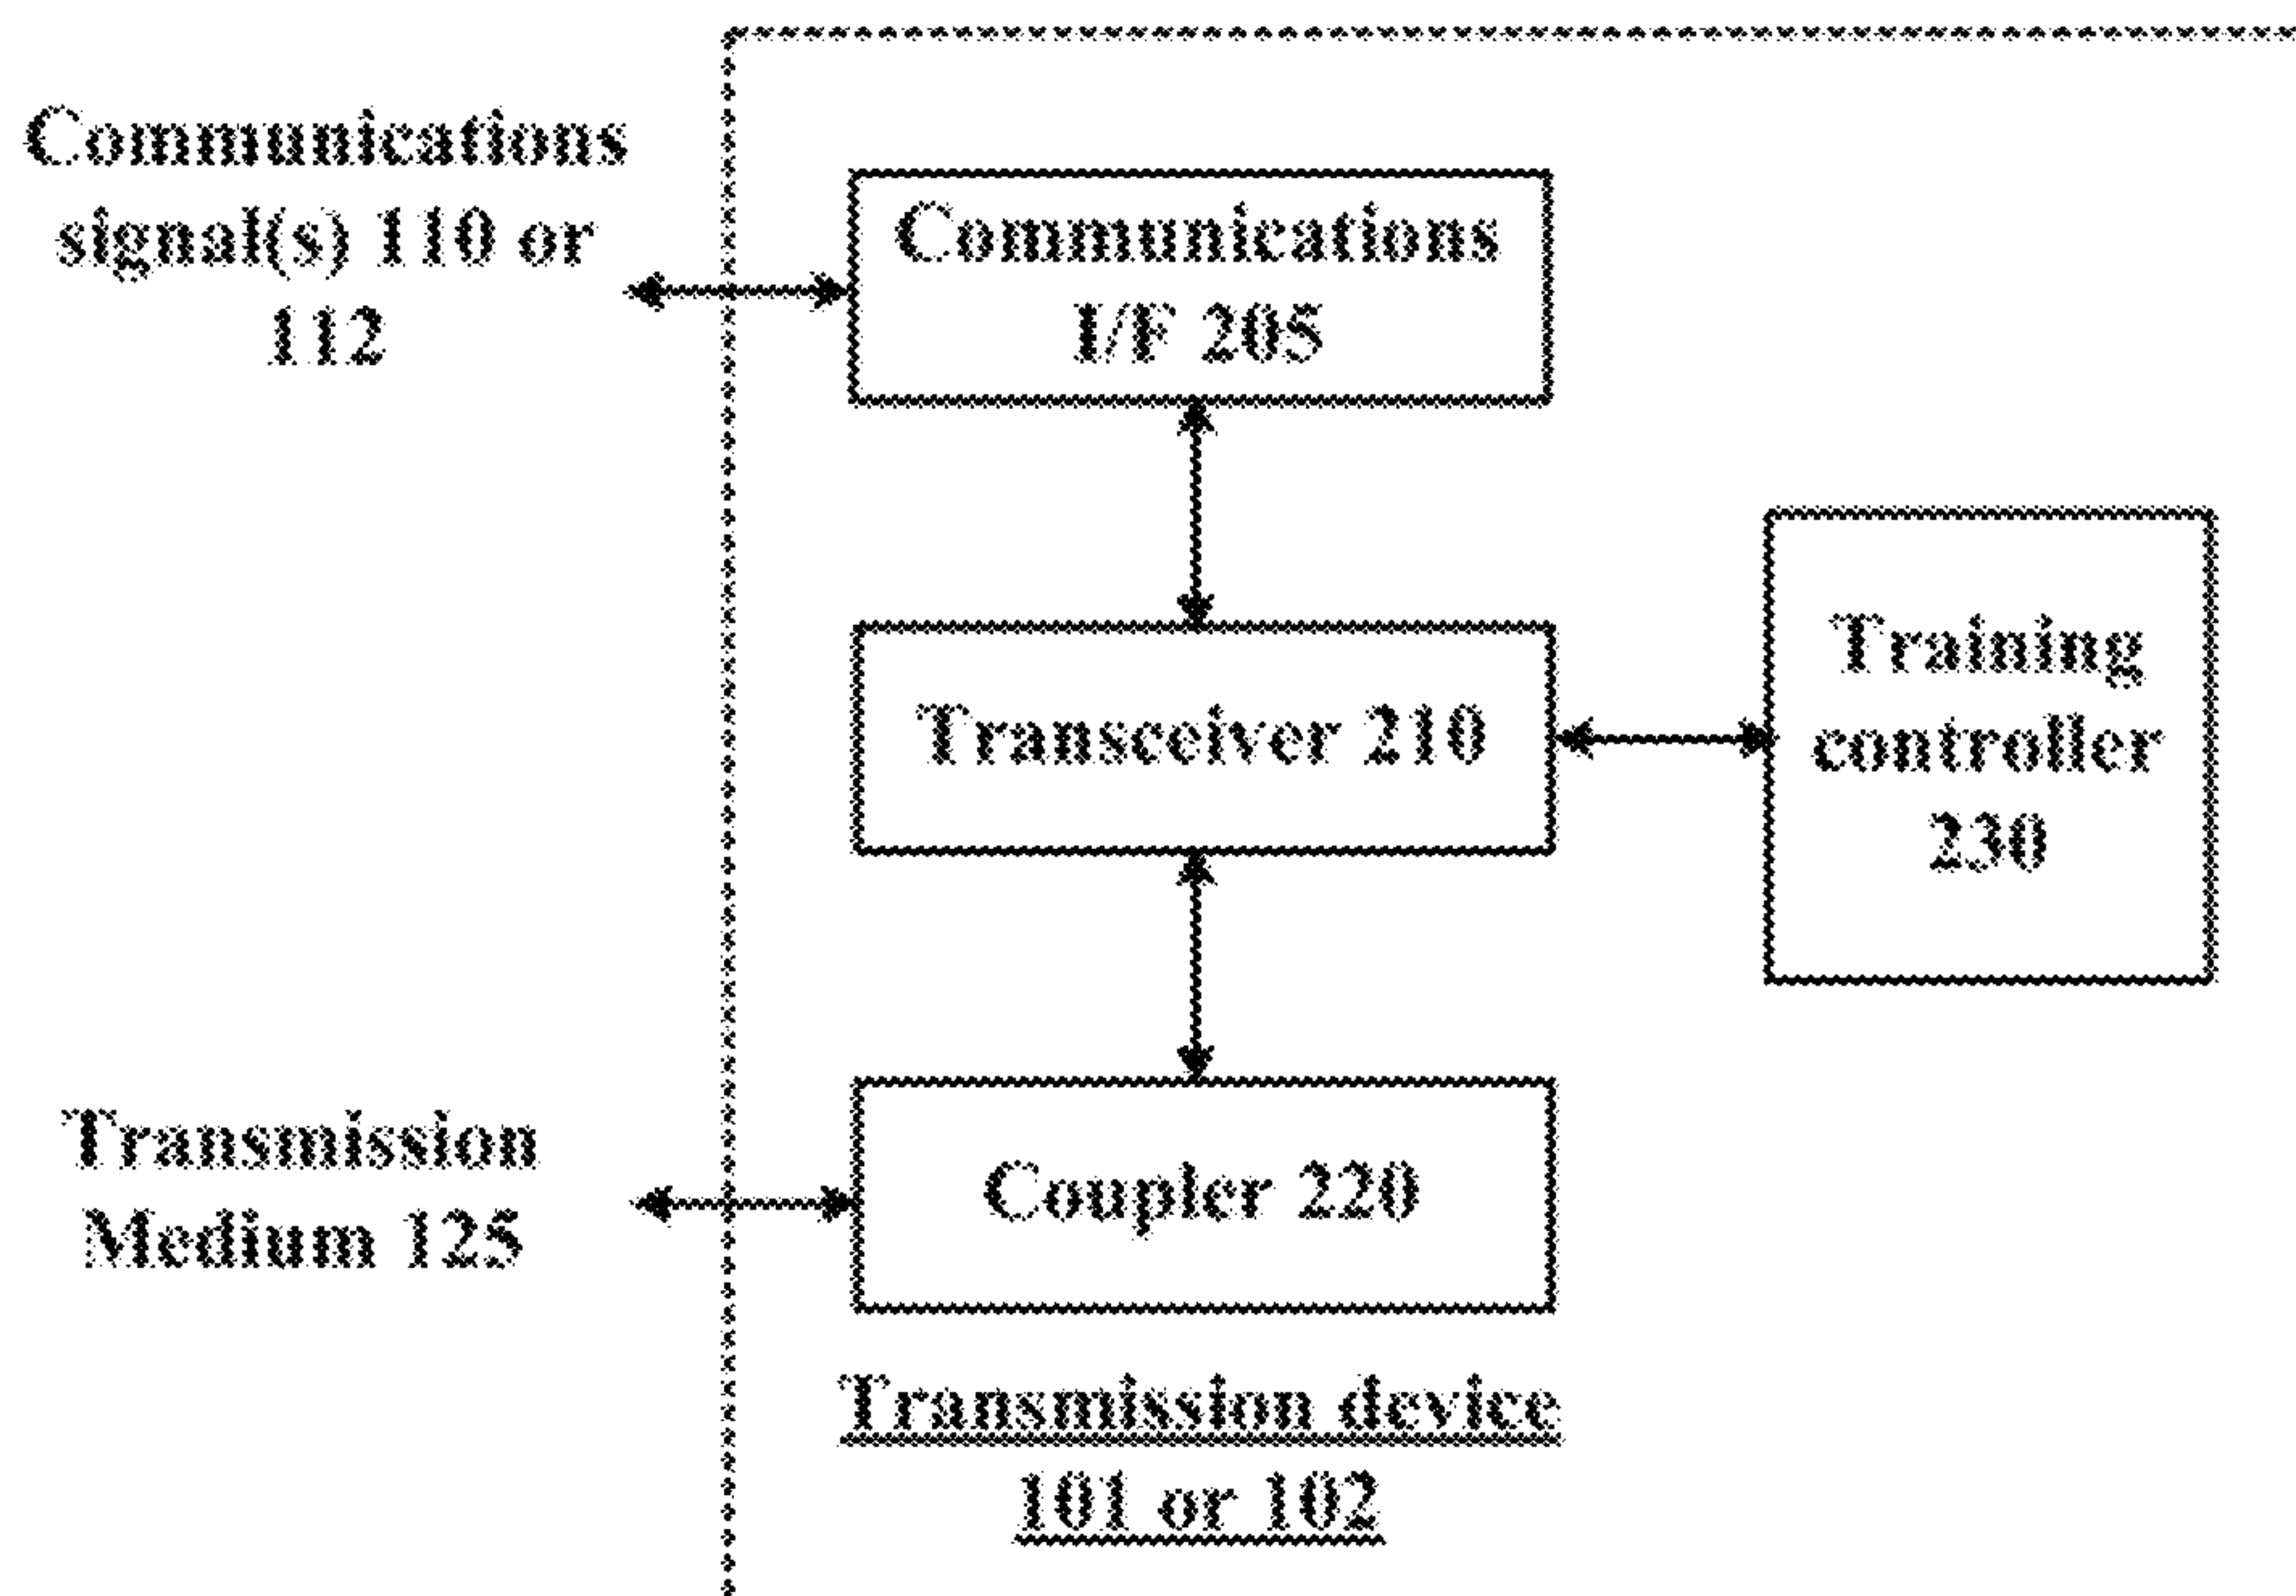 Communications
signal(s) 110 or
112
Communications
I/F 205
Transceiver 210
Training
controller
230
Transmission
Medium 125
Coupler 220
Transmission device
101 or 102